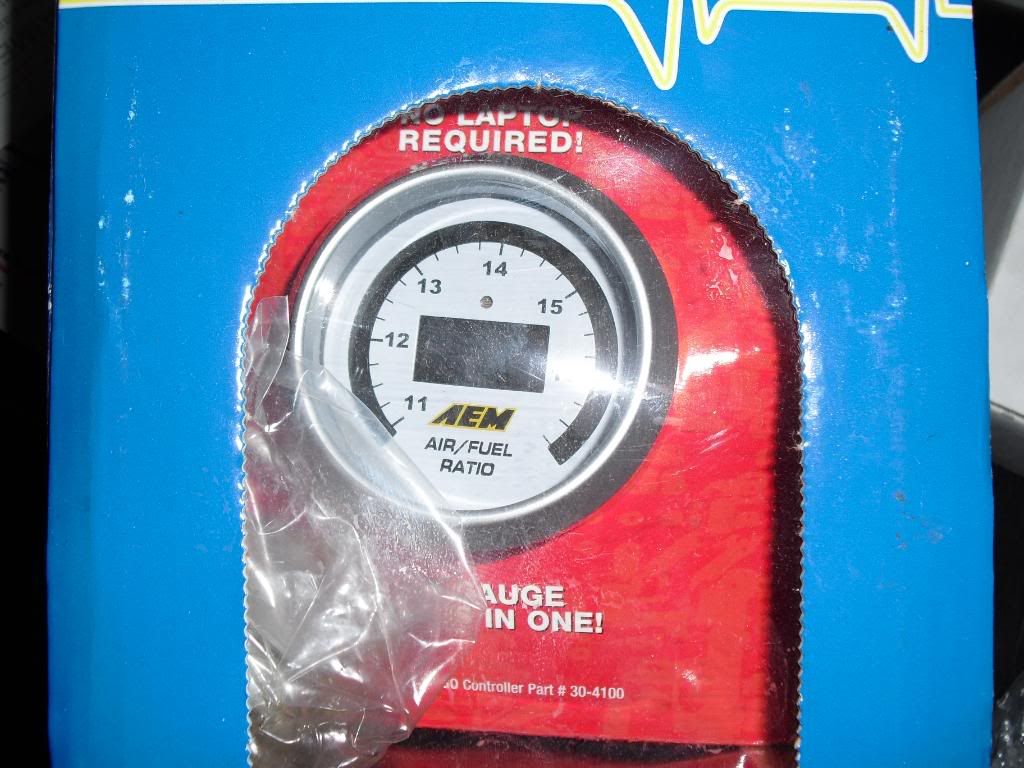 NO LAPTOP
REQUIRED!
14
13
15
12
11
AEM
AIR/FUEL
RATIO
AUGE
IN ONE!
GO Controller Part # 30-4100